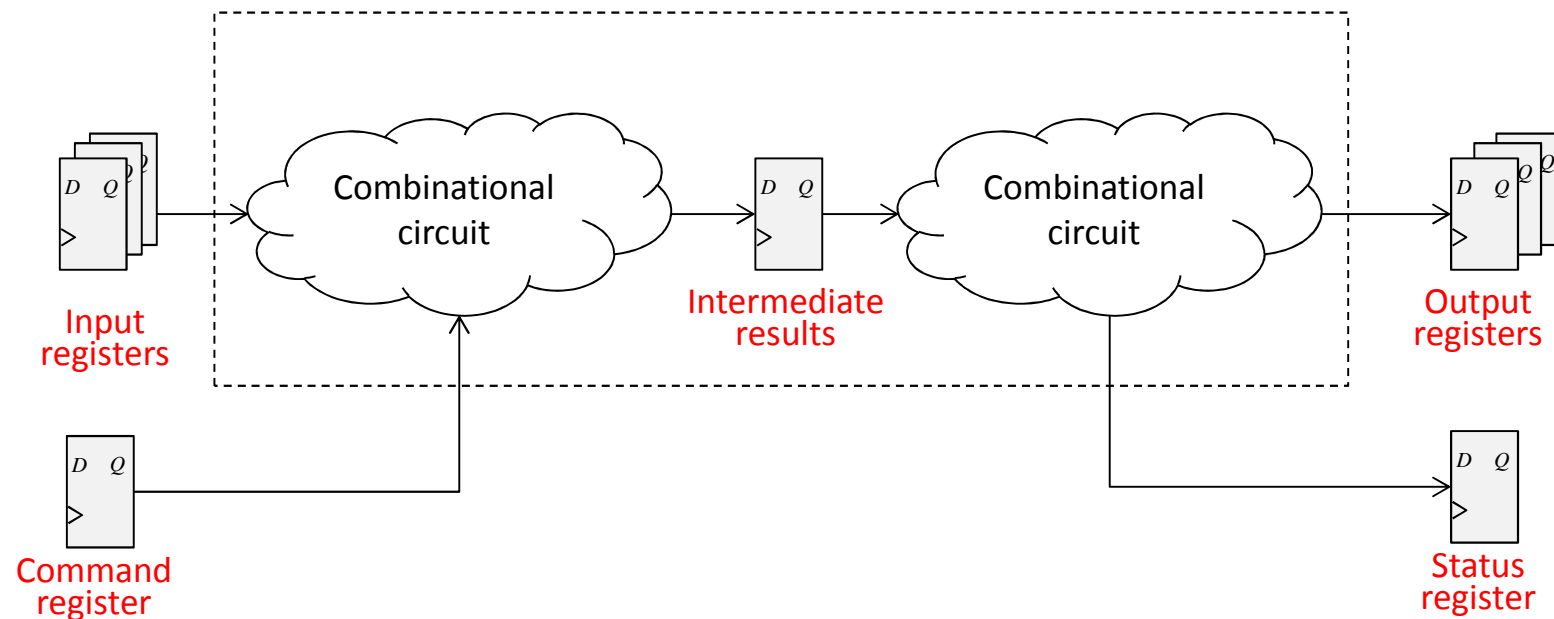 Combinational
circuit
Combinational
circuit
D Q
Q
Q
D Q
D Q
Q
Q
Input
registers
Intermediate
results
Output
registers
D Q
D Q
Command
register
Status
register